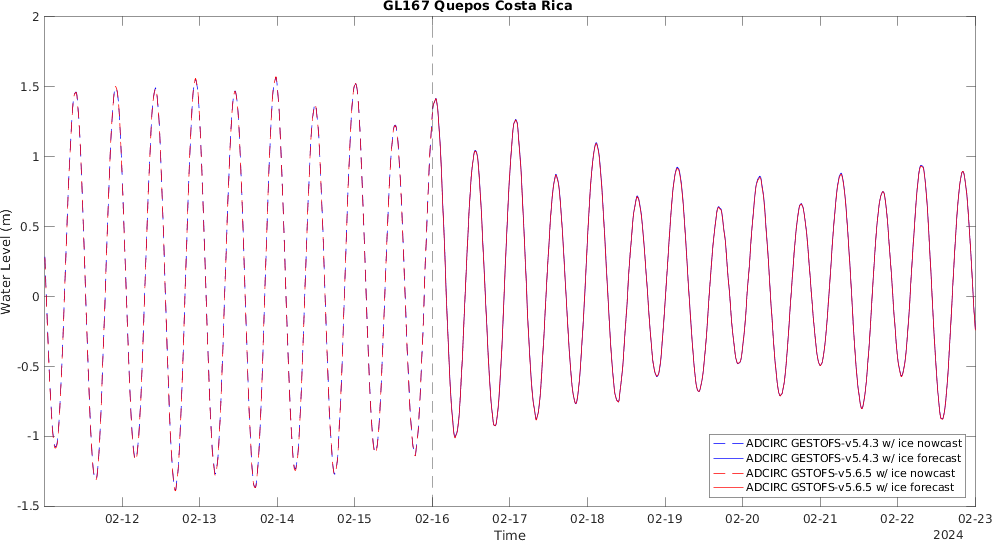 GL167 Quepos Costa Rica
2
1.5
1
0.5
0
-0.5
-1
-1.5
Water Level (m)
ADCIRC GESTOFS-v5.4.3 w/ ice nowcast
ADCIRC GESTOFS-v5.4.3 w/ ice forecast
ADCIRC GSTOFS-v5.6.5 w/ ice nowcast
ADCIRC GSTOFS-v5.6.5 w/ ice forecast
02-12 02-13 02-14 02-15 02-16 02-17 02-18 02-19 02-20 02-21 02-22 02-23
Time
2024